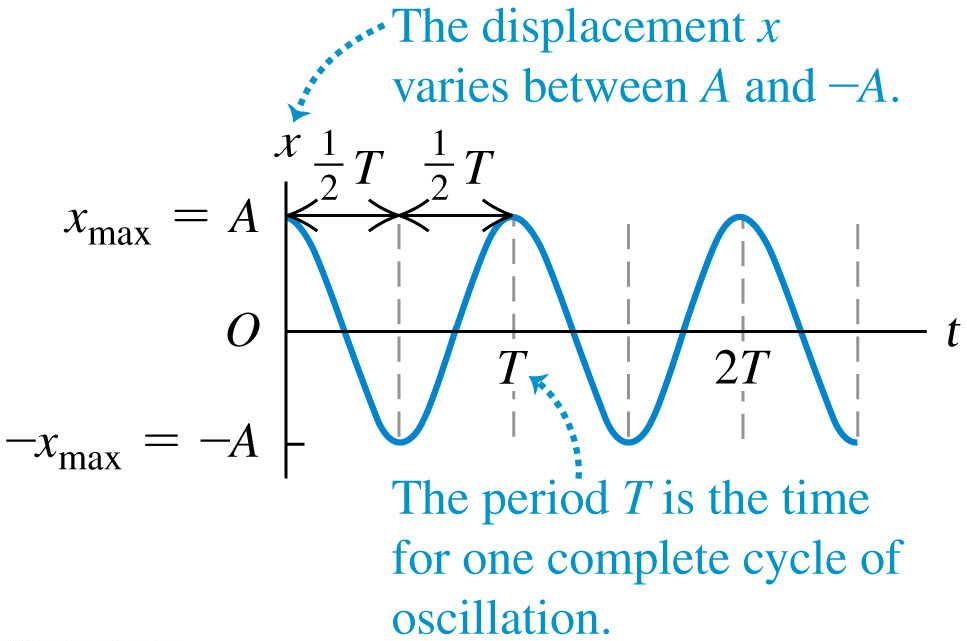 The displacement x
varies between A and −A.
x
1/2 T
1/2 T
x_max = A
O
t
T
2T
−x_max = −A
The period T is the time
for one complete cycle of
oscillation.